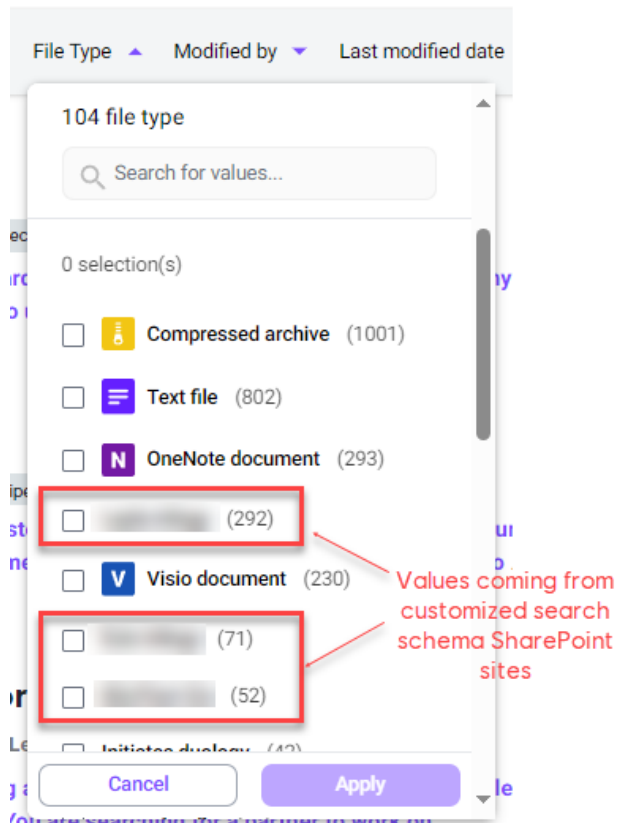 File Type Modified by Last modified date
104 file type
Search for values...
0 selection(s)
Compressed archive (1001)
Text file (802)
N OneNote document (293)
(292)
V Visio document (230)
(71)
(52)
Values coming from
customized search
schema SharePoint
sites
Cancel Apply